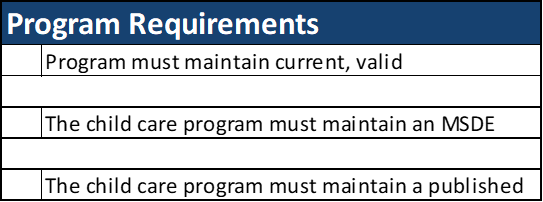 Program Requirements
Program must maintain current, valid
The child care program must maintain an MSDE
The child care program must maintain a published